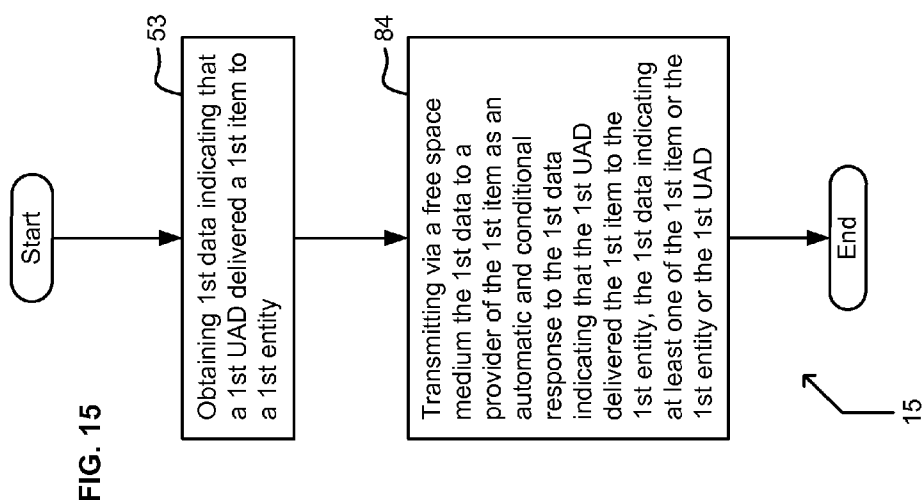 FIG. 15
Start
53
Obtaining 1st data indicating that
a 1st UAD delivered a 1st item to
a 1st entity
84
Transmitting via a free space
medium the 1st data to a
provider of the 1st item as an
automatic and conditional
response to the 1st data
indicating that the 1st UAD
delivered the 1st item to the
1st entity, the 1st data indicating
at least one of the 1st item or the
1st entity or the 1st UAD
End
15